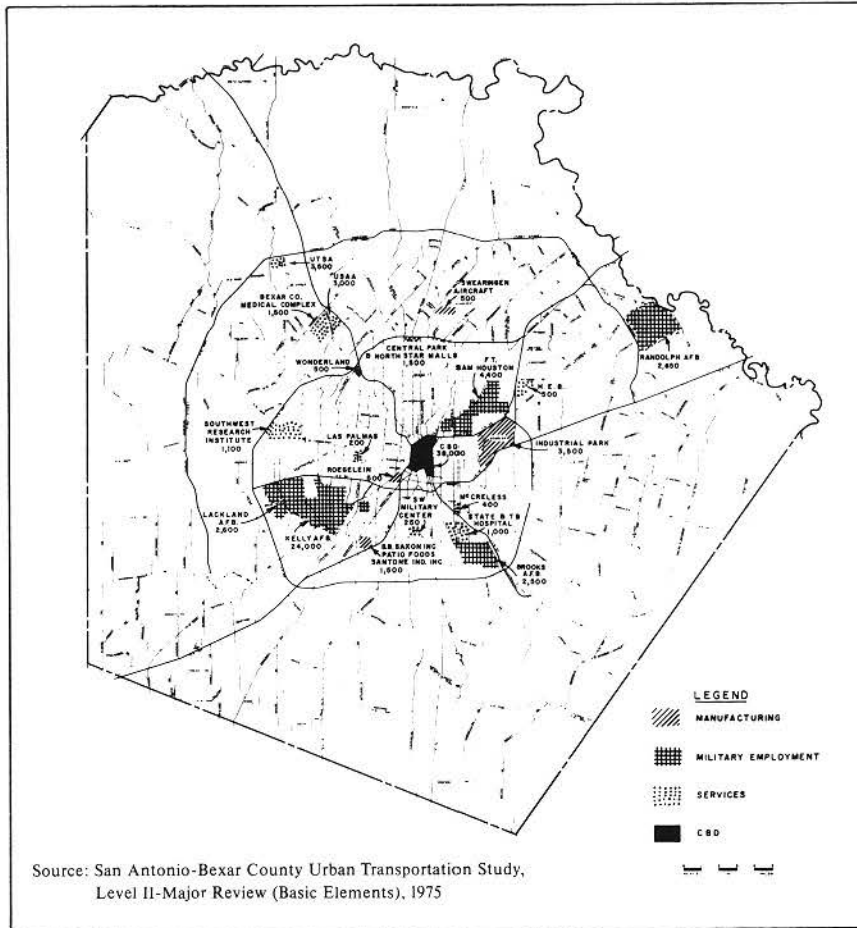 UTSA
3,500
USAA
3,000
BEXAR CO.
MEDICAL COMPLEX
1,500
SWEARINGEN
AIRCRAFT
500
CENTRAL PARK
& NORTH STAR MALLS
1,500
WONDERLAND
500
FT.
SAM HOUSTON
4,400
H.E.B.
500
RANDOLPH AFB
SOUTHWEST
RESEARCH
INSTITUTE
1,100
LAS PALMAS
200
CBD
38,000
INDUSTRIAL PARK
3,500
ROEGELEIN
500
SW
MILITARY
CENTER
250
McCRELESS
400
STATE & TB
HOSPITAL
1,000
LACKLAND
A.F.B.
2,600
KELLY A.F.B.
24,000
PATIO FOODS
SANTONE IND. INC
1,500
BROOKS
A.F.B.
2,500
LEGEND
MANUFACTURING
MILITARY EMPLOYMENT
SERVICES
CBD
Source: San Antonio-Bexar County Urban Transportation Study,
Level II-Major Review (Basic Elements), 1975